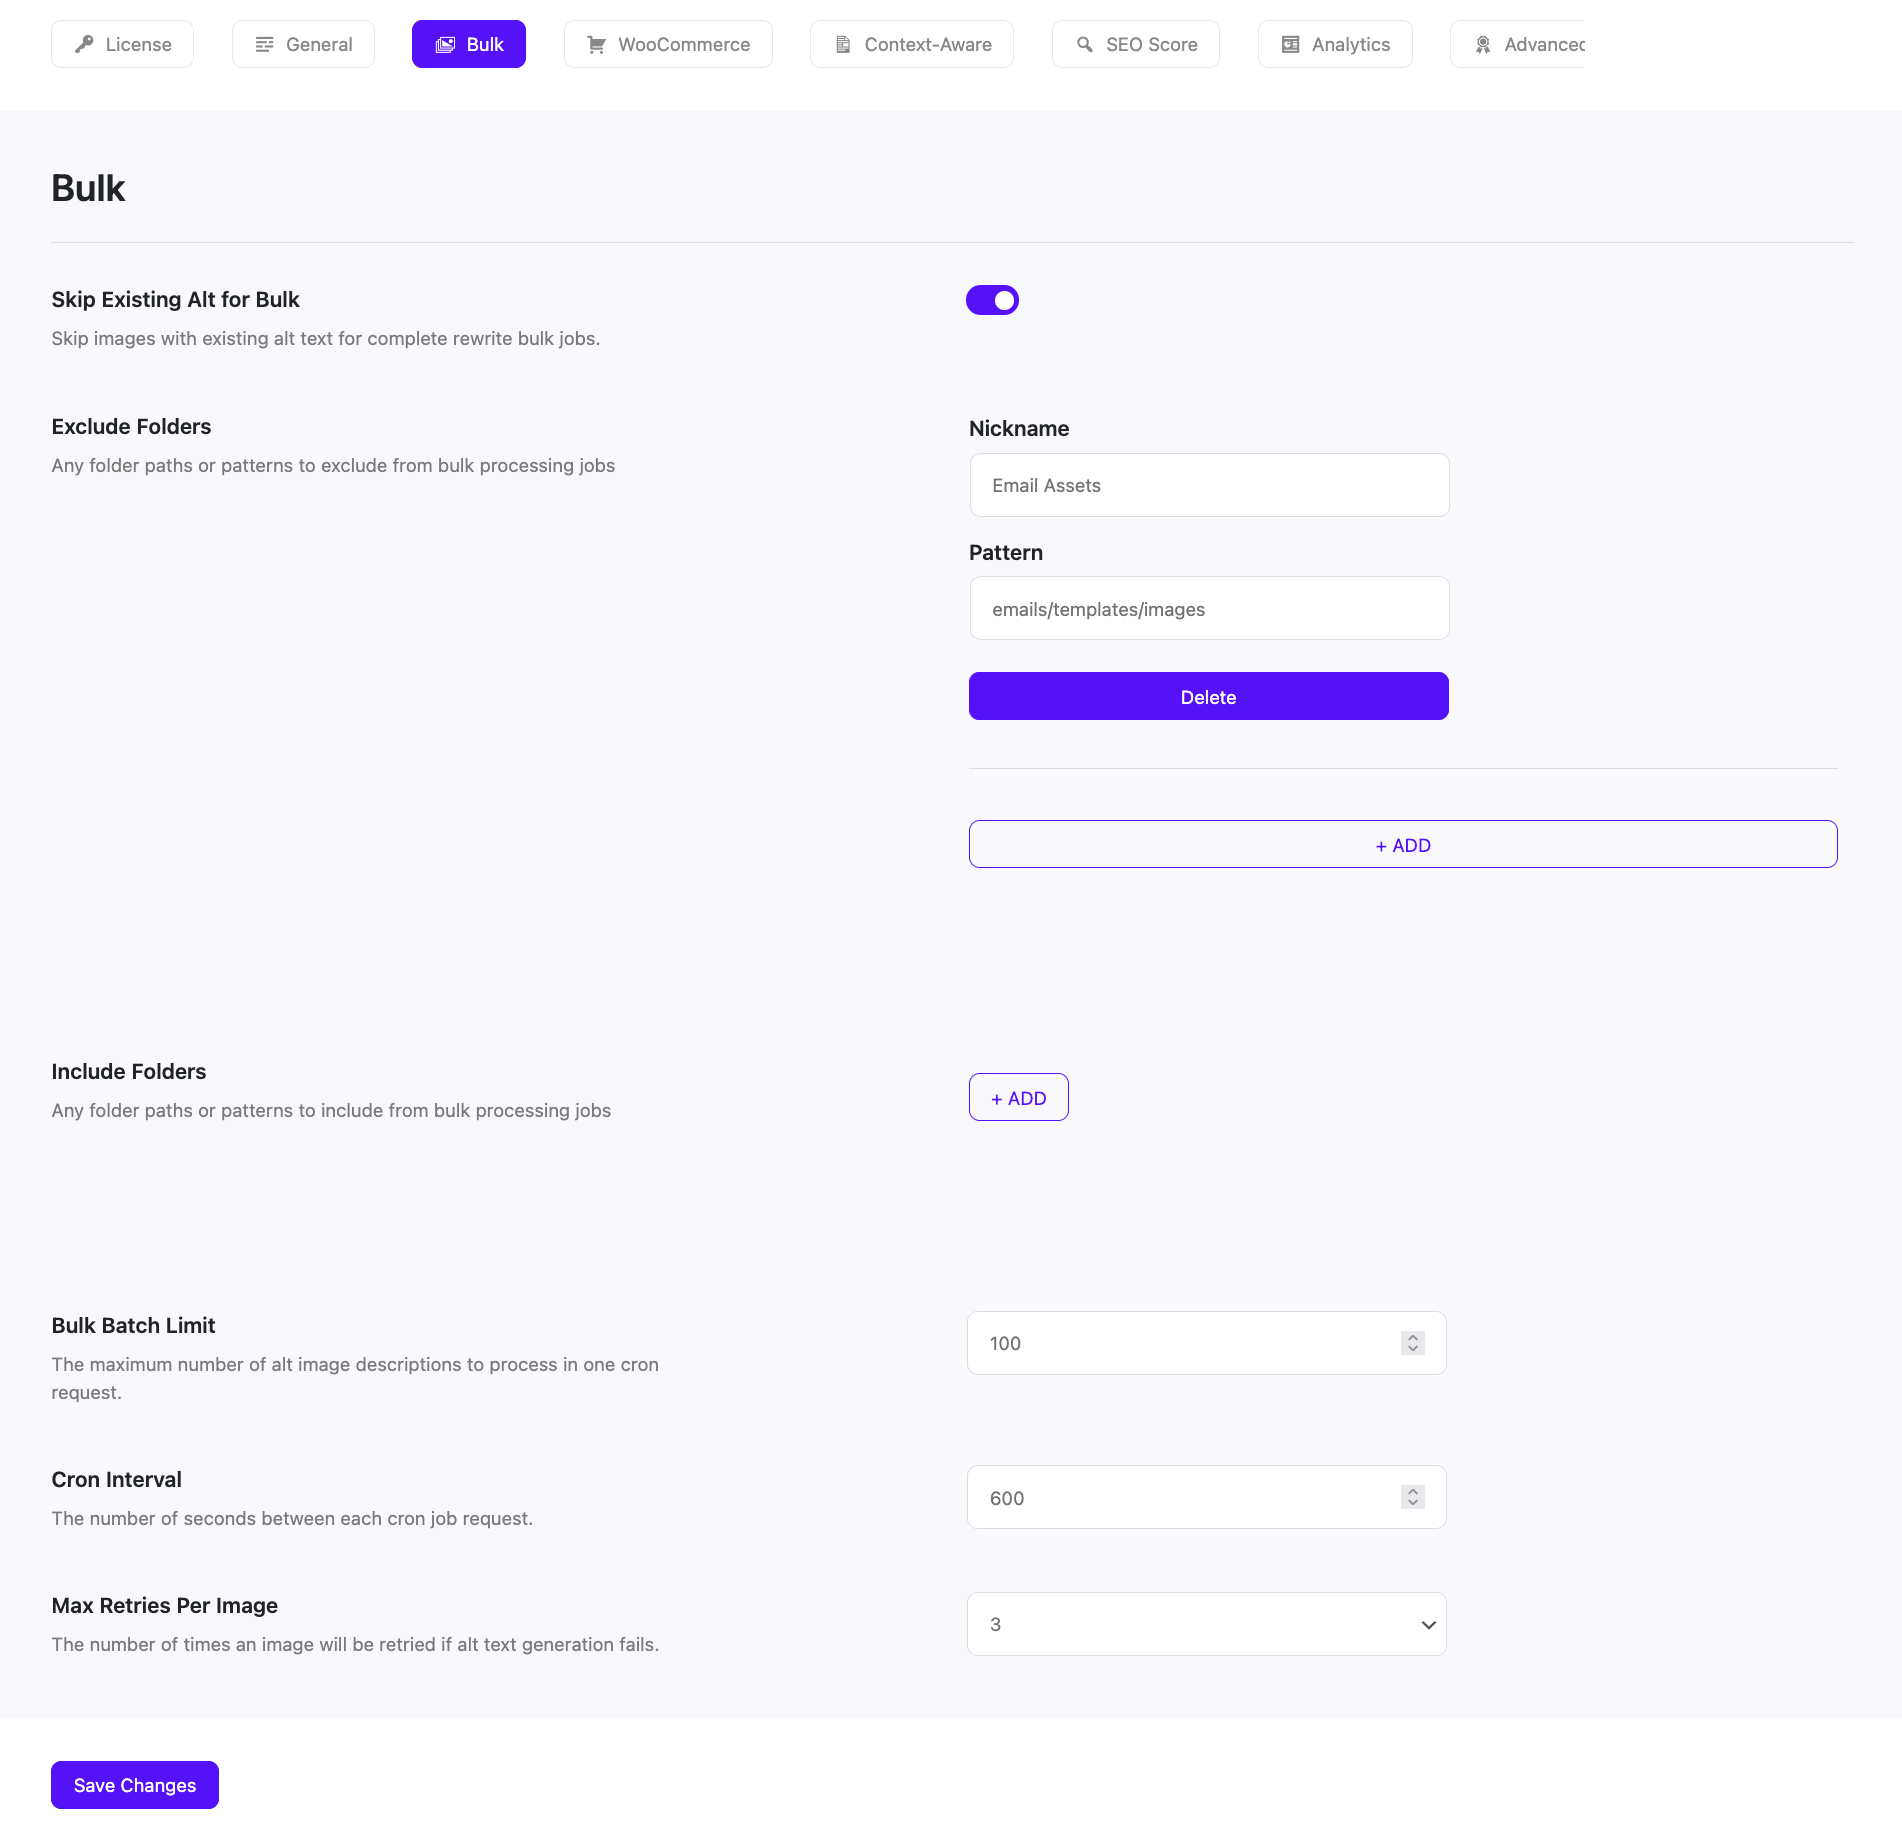 License
General
Bulk
WooCommerce
Context-Aware
SEO Score
Analytics
Advanced
Bulk
Skip Existing Alt for Bulk
Skip images with existing alt text for complete rewrite bulk jobs.
Exclude Folders
Any folder paths or patterns to exclude from bulk processing jobs
Nickname
Email Assets
Pattern
emails/templates/images
Delete
+ ADD
Include Folders
Any folder paths or patterns to include from bulk processing jobs
+ ADD
Bulk Batch Limit
The maximum number of alt image descriptions to process in one cron
request.
100
Cron Interval
The number of seconds between each cron job request.
600
Max Retries Per Image
The number of times an image will be retried if alt text generation fails.
3
Save Changes